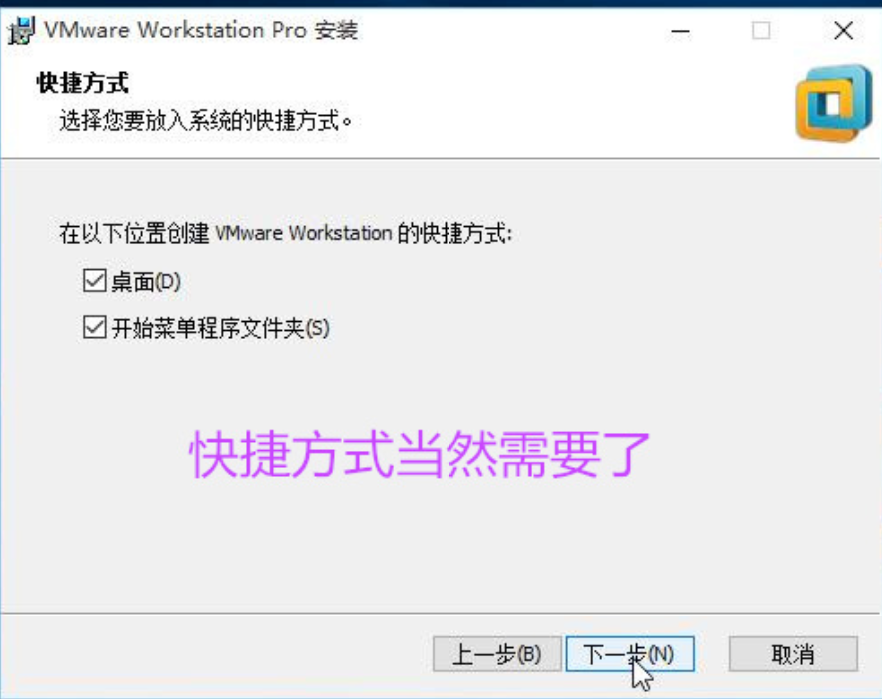 VMware Workstation Pro 安装
快捷方式
选择您要放入系统的快捷方式。
在以下位置创建 VMware Workstation 的快捷方式:
桌面(D)
开始菜单程序文件夹(S)
快捷方式当然需要了
上一步(B) 下一步(N) 取消